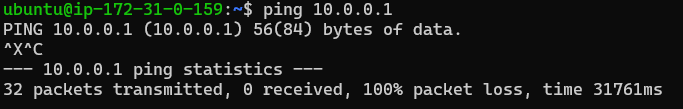 ubuntu@ip-172-31-0-159:~$ ping 10.0.0.1
PING 10.0.0.1 (10.0.0.1) 56(84) bytes of data.
^X^C
--- 10.0.0.1 ping statistics ---
32 packets transmitted, 0 received, 100% packet loss, time 31761ms